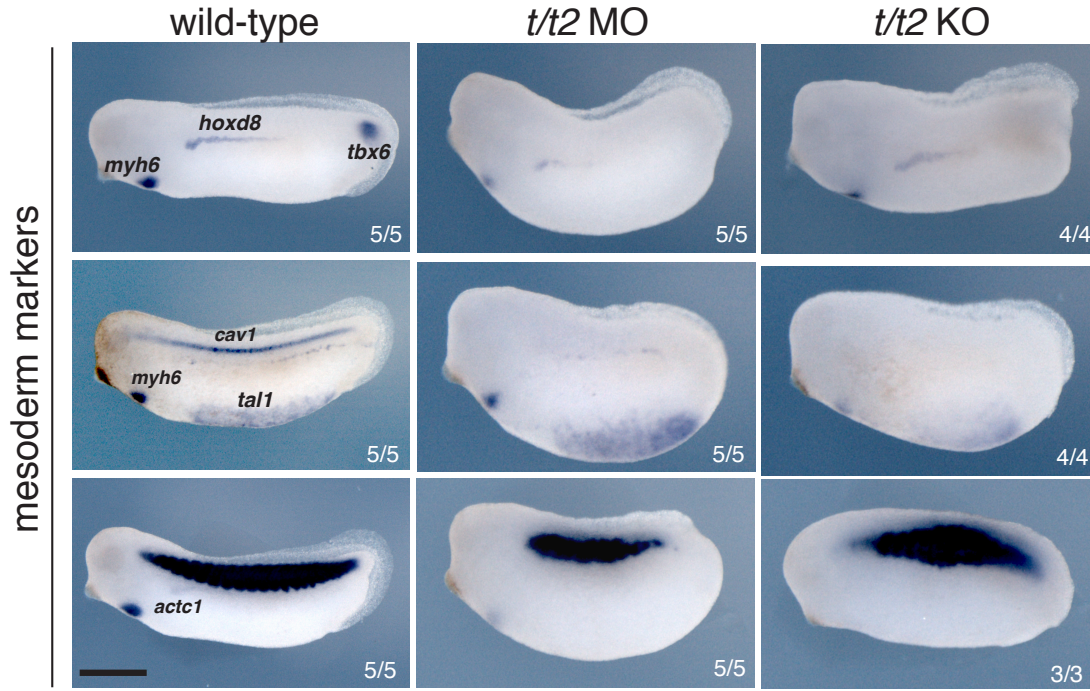 wild-type
t/t2 MO
t/t2 KO
mesoderm markers
hoxd8
tbx6
myh6
5/5
5/5
4/4
cav1
myh6
tal1
5/5
5/5
4/4
actc1
5/5
5/5
3/3